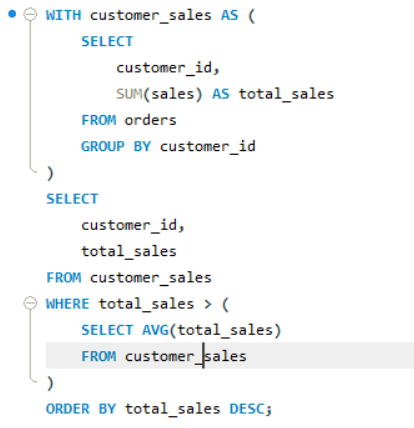 WITH customer_sales AS (
    SELECT
        customer_id,
        SUM(sales) AS total_sales
    FROM orders
    GROUP BY customer_id
)
SELECT
    customer_id,
    total_sales
FROM customer_sales
WHERE total_sales > (
    SELECT AVG(total_sales)
    FROM customer_sales
)
ORDER BY total_sales DESC;